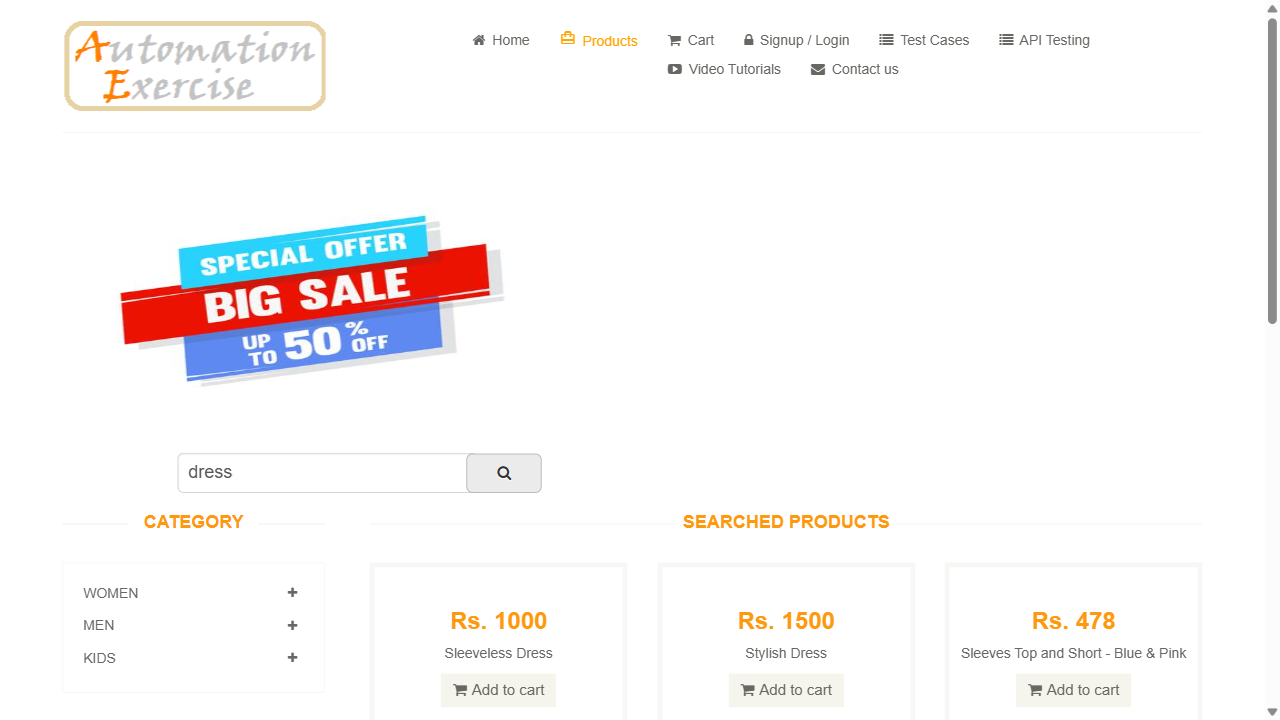 Automation
Exercise
Home
Products
Cart
Signup / Login
Test Cases
API Testing
Video Tutorials
Contact us
SPECIAL OFFER
BIG SALE
UP TO 50% OFF
dress
CATEGORY
SEARCHED PRODUCTS
WOMEN
MEN
KIDS
Rs. 1000
Sleeveless Dress
Add to cart
Rs. 1500
Stylish Dress
Add to cart
Rs. 478
Sleeves Top and Short - Blue & Pink
Add to cart